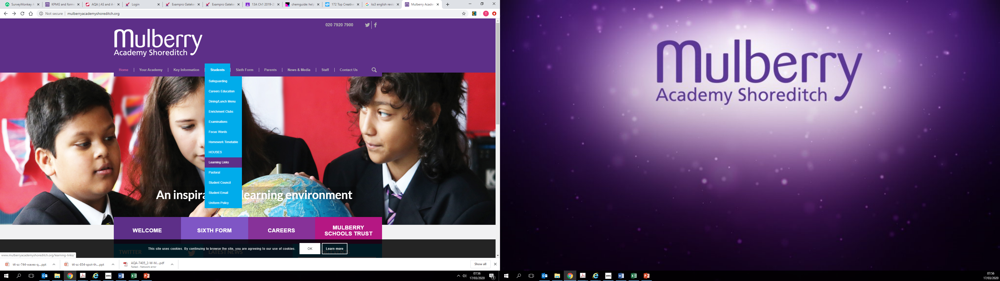 SurveyMonkey A
KPMG and forme
AQA | AS and A-
Login
Exampro Gateke
Exampro Gateke
13A Ch1 2019-2
chemguide: help
172 Top Creative
ks3 english revis
Mulberry Acade
Not secure
mulberryacademyshoreditch.org
T
020 7920 7900
Mulberry
Academy Shoreditch
Home
Your Academy
Key Information
Students
Sixth Form
Parents
News & Media
Staff
Contact Us
Safeguarding
Careers Education
Dining/Lunch Menu
Enrichment Clubs
Examinations
Focus Words
Homework Timetable
HOUSES
Learning Links
Pastoral
Student Council
Student Email
Uniform Policy
An inspira learning environment
WELCOME
SIXTH FORM
CAREERS
MULBERRY
SCHOOLS TRUST
This site uses cookies. By continuing to browse the site, you are agreeing to our use of cookies.
OK
Learn more
TWITTER
LATEST NEWS
EVENTS
www.mulberryacademyshoreditch.org/learning-links/
t4-sc-744-waves-q....ppt
t4-sc-854-spot-th....ppt
AQA-7405_2-W-M....pdf
Failed - Network error
Show all
SIMS
07:56
17/03/2020
1
Mulberry
Academy Shoreditch
SIMS
07:56
17/03/2020